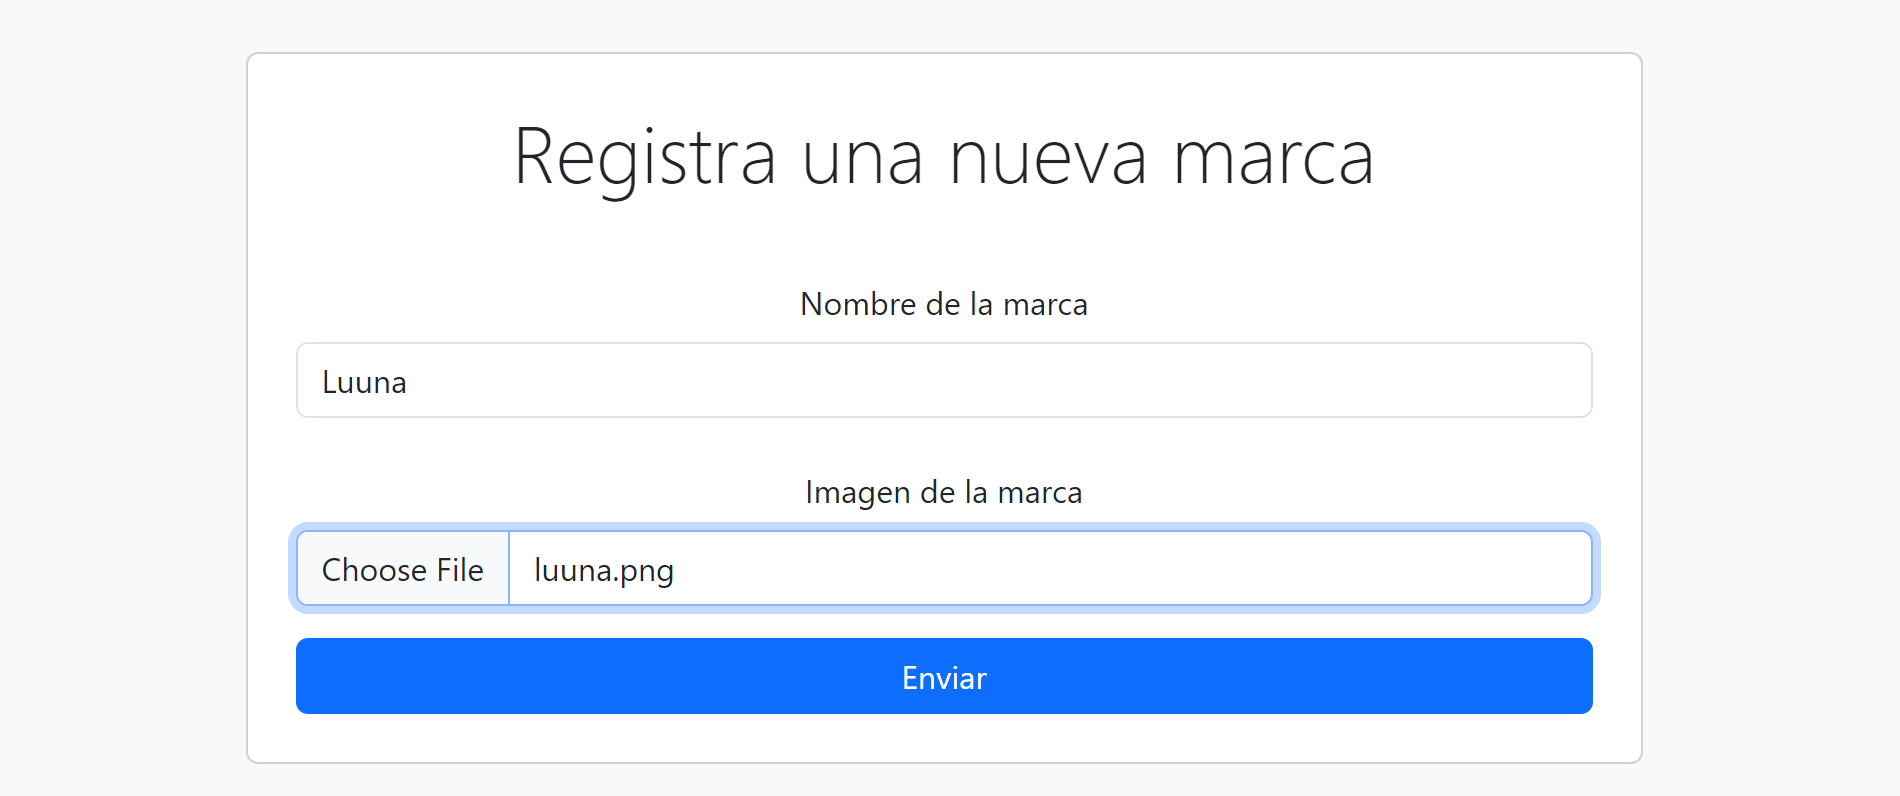 Registra una nueva marca
Nombre de la marca
Luuna
Imagen de la marca
Choose File luuna.png
Enviar